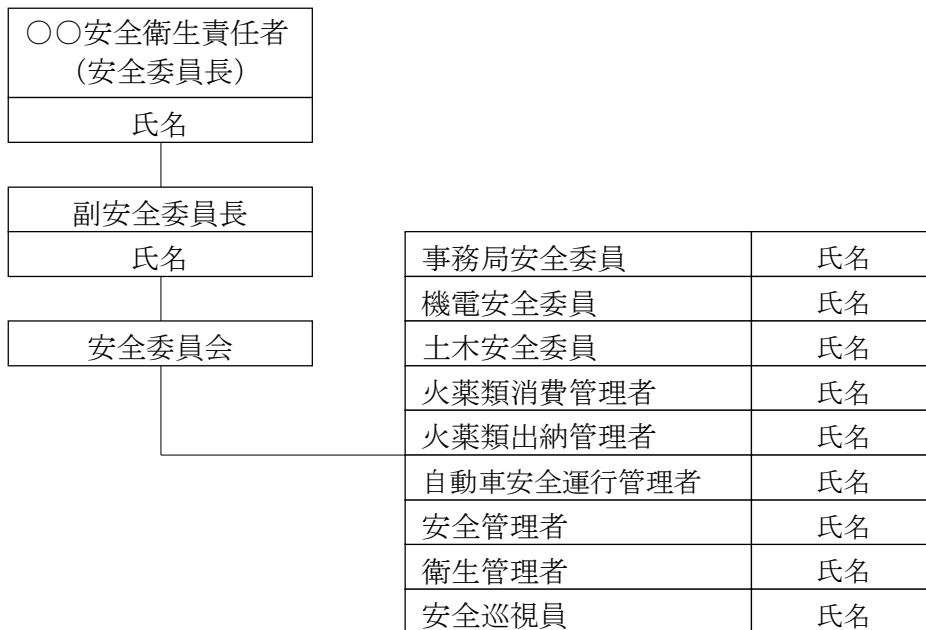 ○○安全衛生責任者
（安全委員長）
氏名
副安全委員長
氏名
安全委員会
事務局安全委員 氏名
機電安全委員 氏名
土木安全委員 氏名
火薬類消費管理者 氏名
火薬類出納管理者 氏名
自動車安全運行管理者 氏名
安全管理者 氏名
衛生管理者 氏名
安全巡視員 氏名